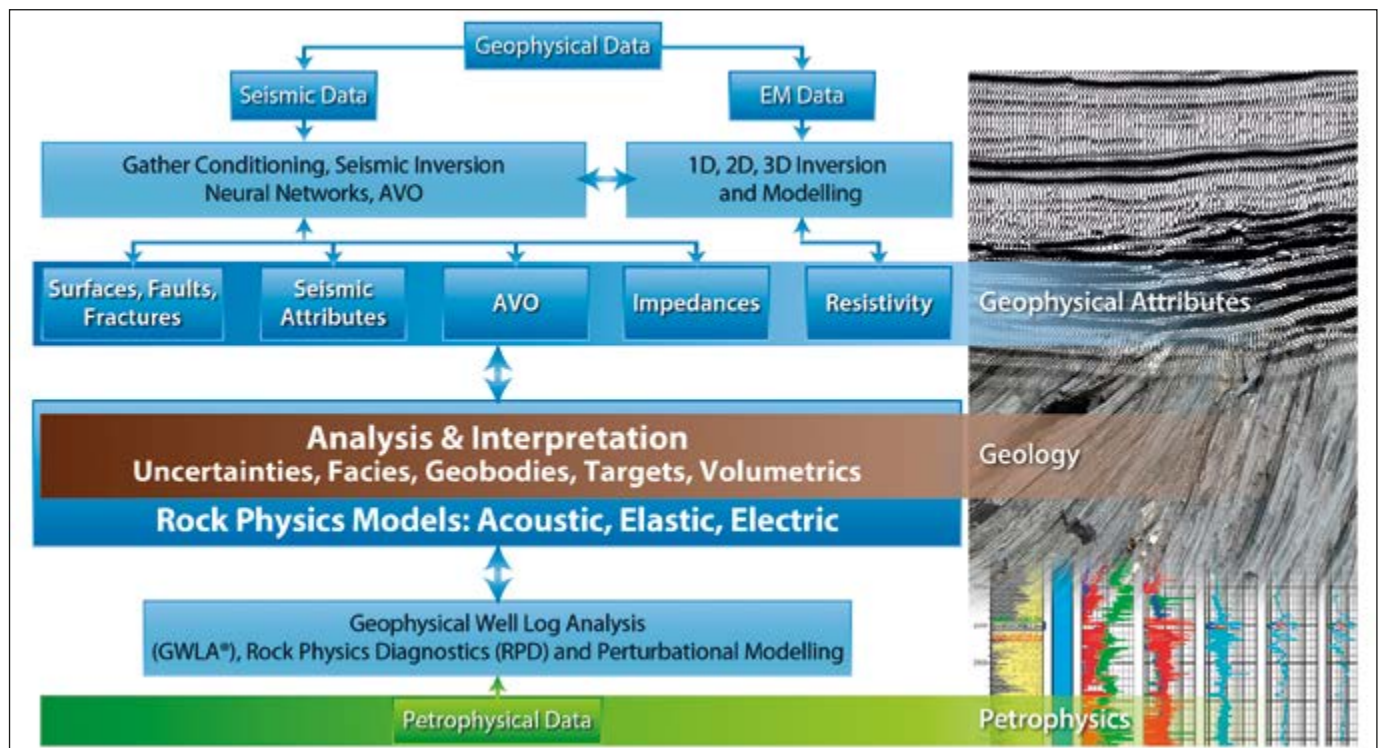 Geophysical Data
Seismic Data
EM Data
Gather Conditioning, Seismic Inversion
Neural Networks, AVO
1D, 2D, 3D Inversion
and Modelling
Surfaces, Faults,
Fractures
Seismic
Attributes
AVO
Impedances
Resistivity
Geophysical Attributes
Analysis & Interpretation
Uncertainties, Facies, Geobodies, Targets, Volumetrics
Geology
Rock Physics Models: Acoustic, Elastic, Electric
Geophysical Well Log Analysis
(GWLA®), Rock Physics Diagnostics (RPD) and Perturbational Modelling
Petrophysical Data
Petrophysics